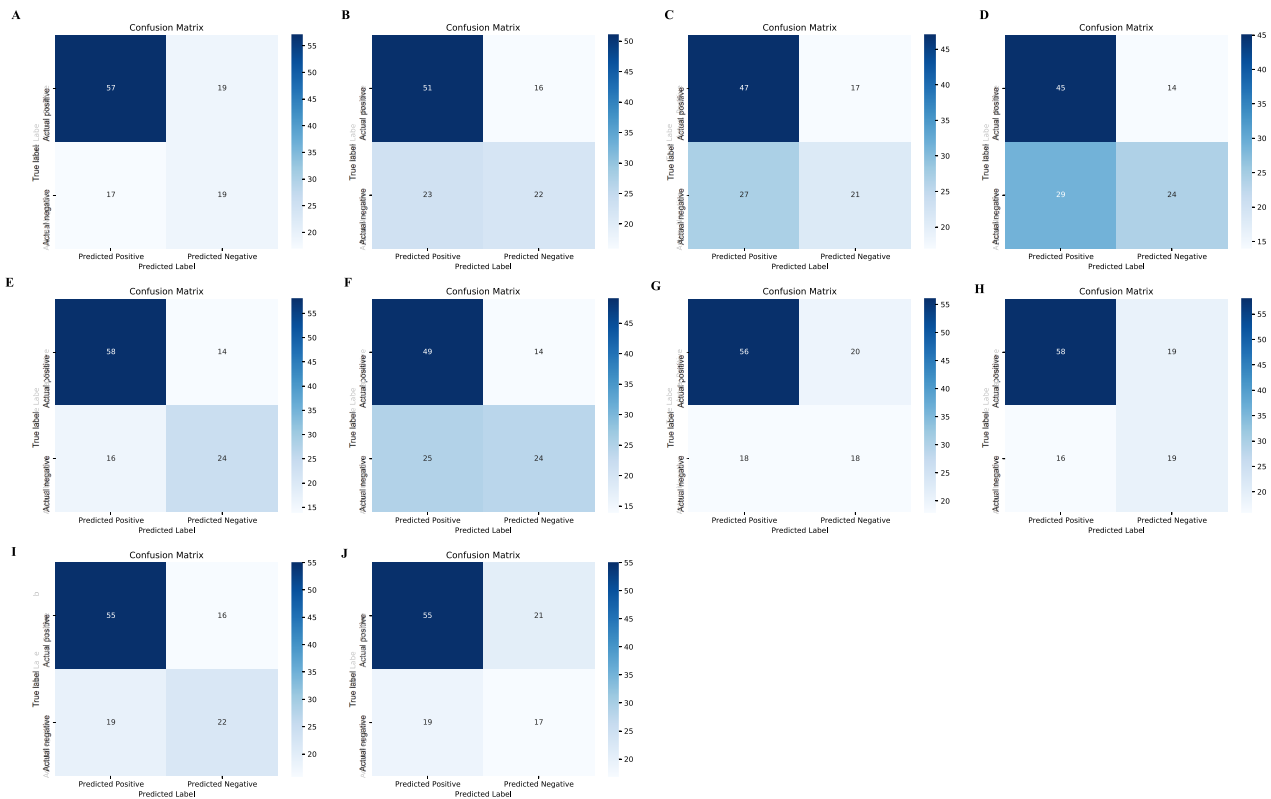 A
Confusion Matrix
Actual positive
Actual negative
True label
57 19
17 19
Predicted Positive Predicted Negative
Predicted Label
55
50
45
40
35
30
25
20
B
Confusion Matrix
Actual positive
Actual negative
True label
51 16
23 22
Predicted Positive Predicted Negative
Predicted Label
50
45
40
35
30
25
20
C
Confusion Matrix
Actual positive
Actual negative
True label
47 17
27 21
Predicted Positive Predicted Negative
Predicted Label
45
40
35
30
25
20
D
Confusion Matrix
Actual positive
Actual negative
True label
45 14
29 24
Predicted Positive Predicted Negative
Predicted Label
45
40
35
30
25
20
15
E
Confusion Matrix
Actual positive
Actual negative
True label
58 14
16 24
Predicted Positive Predicted Negative
Predicted Label
55
50
45
40
35
30
25
20
15
F
Confusion Matrix
Actual positive
Actual negative
True label
49 14
25 24
Predicted Positive Predicted Negative
Predicted Label
45
40
35
30
25
20
15
G
Confusion Matrix
Actual positive
Actual negative
True label
56 20
18 18
Predicted Positive Predicted Negative
Predicted Label
55
50
45
40
35
30
25
20
H
Confusion Matrix
Actual positive
Actual negative
True label
58 19
16 19
Predicted Positive Predicted Negative
Predicted Label
55
50
45
40
35
30
25
20
I
Confusion Matrix
Actual positive
Actual negative
True label
55 16
19 22
Predicted Positive Predicted Negative
Predicted Label
55
50
45
40
35
30
25
20
J
Confusion Matrix
Actual positive
Actual negative
True label
55 21
19 17
Predicted Positive Predicted Negative
Predicted Label
55
50
45
40
35
30
25
20